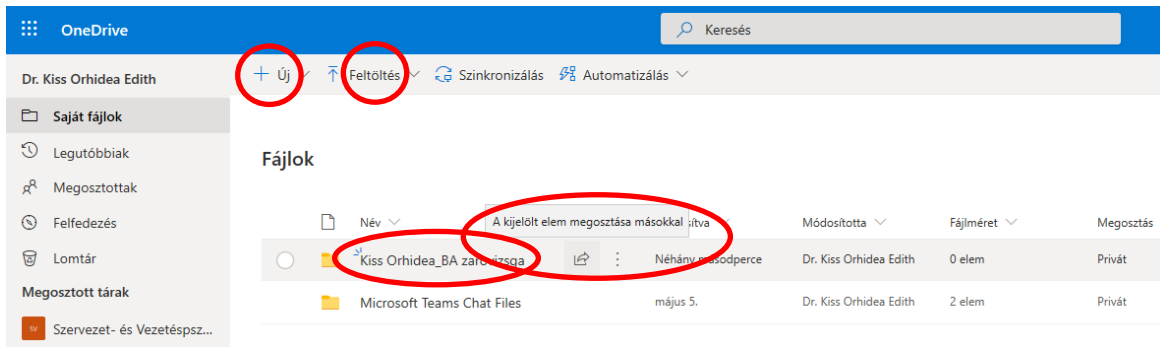 OneDrive
Keresés
Dr. Kiss Orhidea Edith
Új
Feltöltés
Szinkronizálás
Automatizálás
Saját fájlok
Legutóbbiak
Megosztottak
Felfedezés
Lomtár
Megosztott tárak
SV
Szervezet- és Vezetéspsz...
Fájlok
Név
A kijelölt elem megosztása másokkal
Módosította
Fájlméret
Megosztás
Kiss Orhidea_BA záróvizsga
Néhány másodperce
Dr. Kiss Orhidea Edith
0 elem
Privát
Microsoft Teams Chat Files
május 5.
Dr. Kiss Orhidea Edith
2 elem
Privát